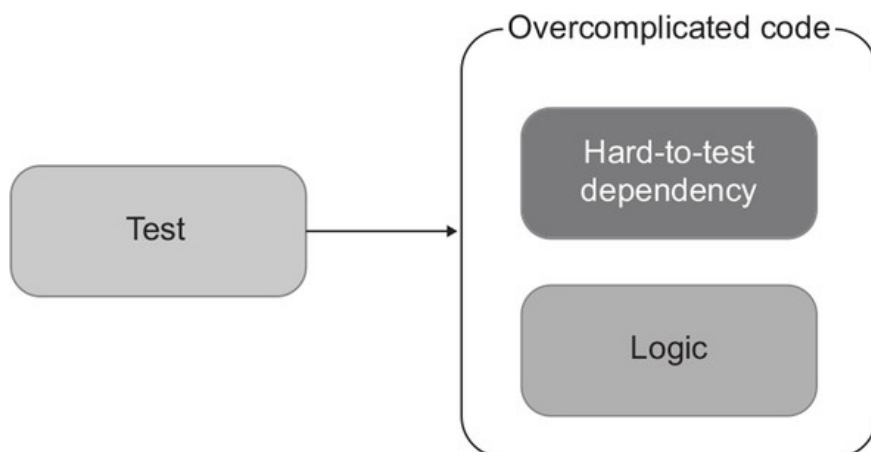 Overcomplicated code
Hard-to-test
dependency
Test
Logic